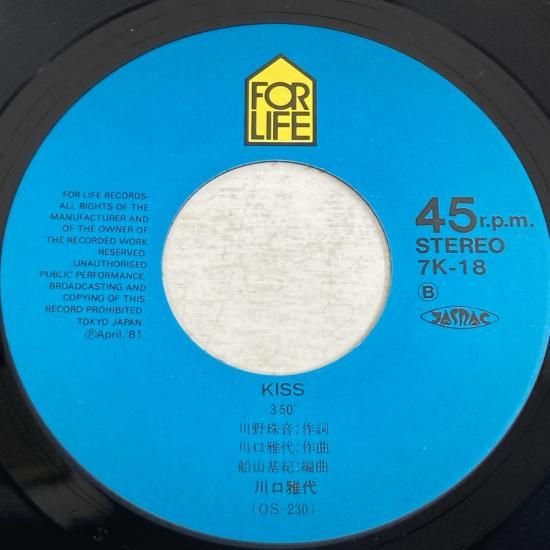 FOR
LIFE
FOR LIFE RECORDS-
ALL RIGHTS OF THE
MANUFACTURER AND
OF THE OWNER OF
THE RECORDED WORK
RESERVED.
UNAUTHORISED
PUBLIC PERFORMANCE,
BROADCASTING AND
COPYING OF THIS
RECORD PROHIBITED.
TOKYO JAPAN.
ⓅApril.'81
45r.p.m.
STEREO
7K-18
Ⓑ
JASRAC
KISS
3'50"
川野珠音:作詞
川口雅代:作曲
船山基紀:編曲
川口雅代
(OS-230)